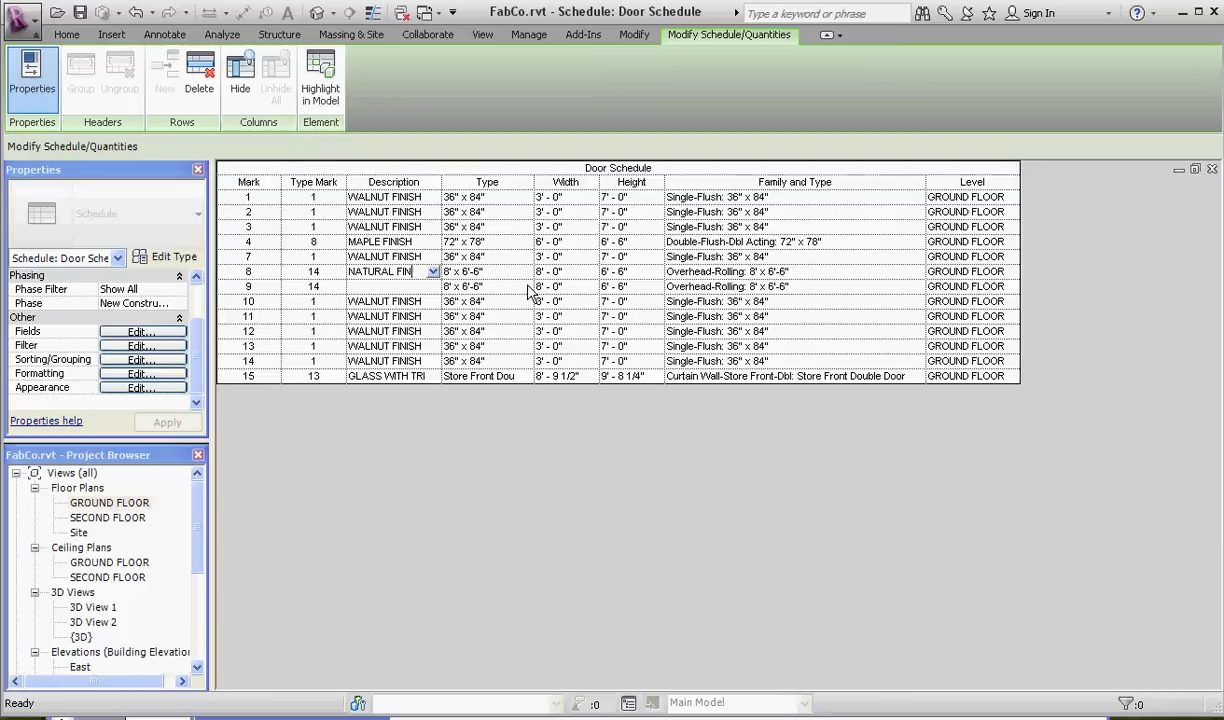 FabCo.rvt - Schedule: Door Schedule
Type a keyword or phrase
Sign In
Home Insert Annotate Analyze Structure Massing & Site Collaborate View Manage Add-Ins Modify Modify Schedule/Quantities
Properties Group Ungroup New Delete Hide Unhide All Highlight in Model
Properties Headers Rows Columns Element
Modify Schedule/Quantities
Properties
Schedule
Schedule: Door Sche Edit Type
Phasing
Phase Filter Show All
Phase New Constru...
Other
Fields Edit...
Filter Edit...
Sorting/Grouping Edit...
Formatting Edit...
Appearance Edit...
Properties help Apply
FabCo.rvt - Project Browser
Views (all)
Floor Plans
GROUND FLOOR
SECOND FLOOR
Site
Ceiling Plans
GROUND FLOOR
SECOND FLOOR
3D Views
3D View 1
3D View 2
{3D}
Elevations (Building Elevation
East
Door Schedule
Mark Type Mark Description Type Width Height Family and Type Level
1 1 WALNUT FINISH 36" x 84" 3' - 0" 7' - 0" Single-Flush: 36" x 84" GROUND FLOOR
2 1 WALNUT FINISH 36" x 84" 3' - 0" 7' - 0" Single-Flush: 36" x 84" GROUND FLOOR
3 1 WALNUT FINISH 36" x 84" 3' - 0" 7' - 0" Single-Flush: 36" x 84" GROUND FLOOR
4 8 MAPLE FINISH 72" x 78" 6' - 0" 6' - 6" Double-Flush-Dbl Acting: 72" x 78" GROUND FLOOR
7 1 WALNUT FINISH 36" x 84" 3' - 0" 7' - 0" Single-Flush: 36" x 84" GROUND FLOOR
8 14 NATURAL FIN 8' x 6'-6" 8' - 0" 6' - 6" Overhead-Rolling: 8' x 6'-6" GROUND FLOOR
9 14 8' x 6'-6" 8' - 0" 6' - 6" Overhead-Rolling: 8' x 6'-6" GROUND FLOOR
10 1 WALNUT FINISH 36" x 84" 3' - 0" 7' - 0" Single-Flush: 36" x 84" GROUND FLOOR
11 1 WALNUT FINISH 36" x 84" 3' - 0" 7' - 0" Single-Flush: 36" x 84" GROUND FLOOR
12 1 WALNUT FINISH 36" x 84" 3' - 0" 7' - 0" Single-Flush: 36" x 84" GROUND FLOOR
13 1 WALNUT FINISH 36" x 84" 3' - 0" 7' - 0" Single-Flush: 36" x 84" GROUND FLOOR
14 1 WALNUT FINISH 36" x 84" 3' - 0" 7' - 0" Single-Flush: 36" x 84" GROUND FLOOR
15 13 GLASS WITH TRI Store Front Dou 8' - 9 1/2" 9' - 8 1/4" Curtain Wall-Store Front-Dbl: Store Front Double Door GROUND FLOOR
Ready :0 Main Model :0